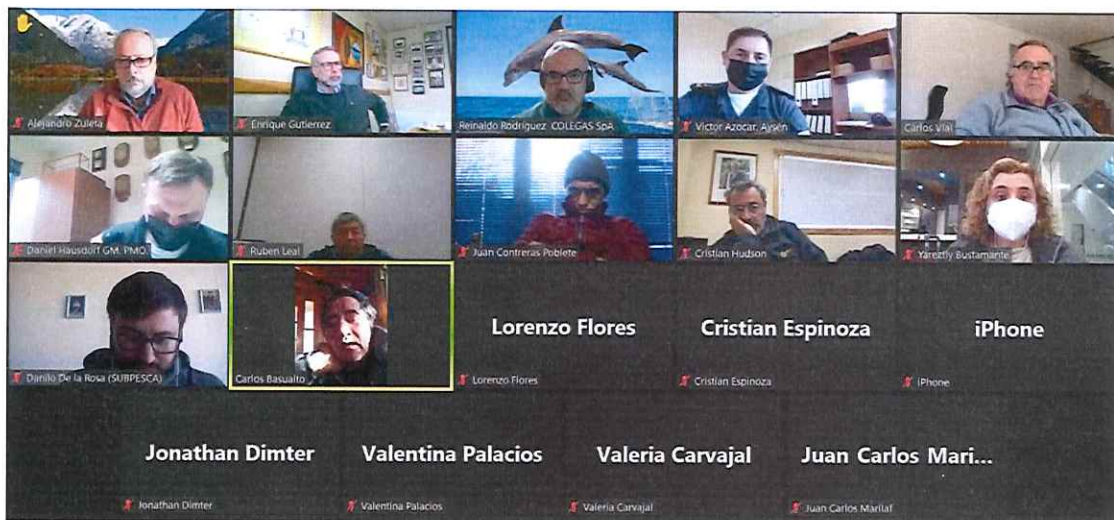 Alejandro Zuleta
Enrique Gutierrez
Reinaldo Rodriguez COLEGAS SpA
Victor Azocar, Aysén
Carlos Vial
Daniel Hausdorf GM. PMO.
Ruben Leal
Juan Contreras Poblete
Cristian Hudson
Yareztly Bustamante
Danilo De la Rosa (SUBPESCA)
Carlos Basualto
Lorenzo Flores
Lorenzo Flores
Cristian Espinoza
Cristian Espinoza
iPhone
iPhone
Jonathan Dimter
Jonathan Dimter
Valentina Palacios
Valentina Palacios
Valeria Carvajal
Valeria Carvajal
Juan Carlos Mari...
Juan Carlos Marilaf